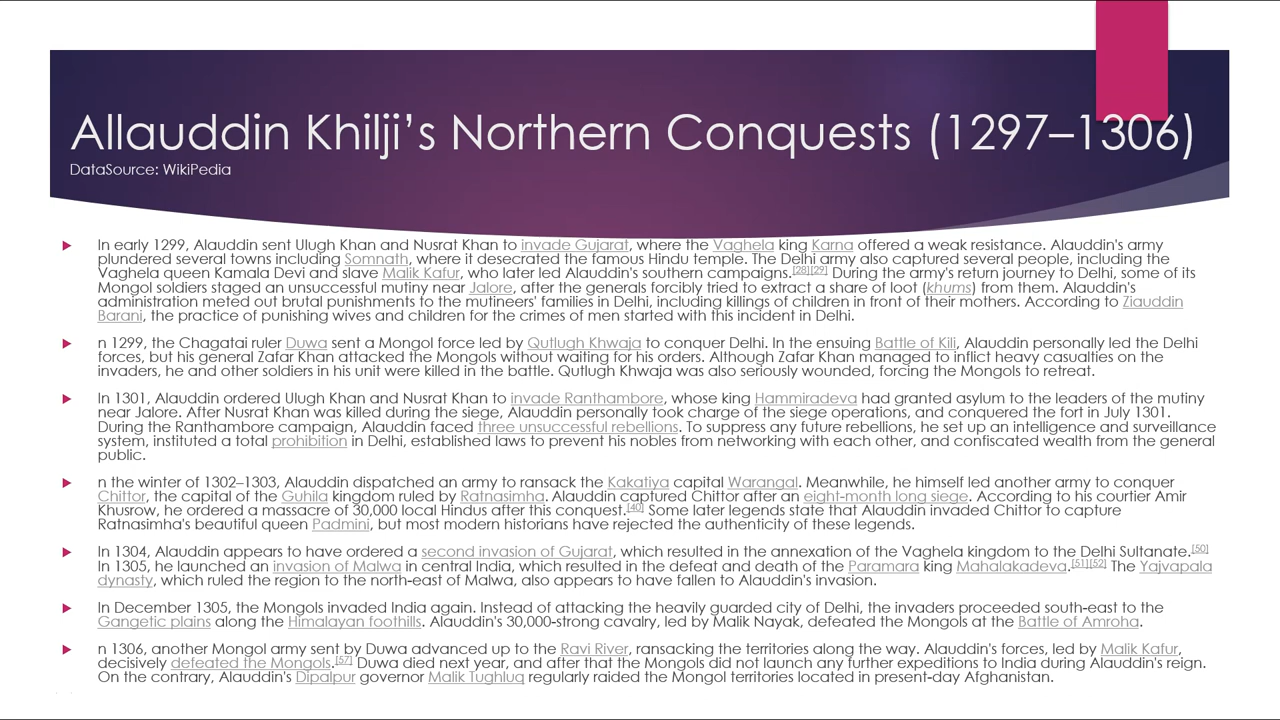 Allauddin Khilji’s Northern Conquests (1297–1306)
DataSource: WikiPedia
In early 1299, Alauddin sent Ulugh Khan and Nusrat Khan to invade Gujarat, where the Vaghela king Karna offered a weak resistance. Alauddin's army
plundered several towns including Somnath, where it desecrated the famous Hindu temple. The Delhi army also captured several people, including the
Vaghela queen Kamala Devi and slave Malik Kafur, who later led Alauddin's southern campaigns.[28][29] During the army's return journey to Delhi, some of its
Mongol soldiers staged an unsuccessful mutiny near Jalore, after the generals forcibly tried to extract a share of loot (khums) from them. Alauddin's
administration meted out brutal punishments to the mutineers' families in Delhi, including killings of children in front of their mothers. According to Ziauddin
Barani, the practice of punishing wives and children for the crimes of men started with this incident in Delhi.
n 1299, the Chagatai ruler Duwa sent a Mongol force led by Qutlugh Khwaja to conquer Delhi. In the ensuing Battle of Kili, Alauddin personally led the Delhi
forces, but his general Zafar Khan attacked the Mongols without waiting for his orders. Although Zafar Khan managed to inflict heavy casualties on the
invaders, he and other soldiers in his unit were killed in the battle. Qutlugh Khwaja was also seriously wounded, forcing the Mongols to retreat.
In 1301, Alauddin ordered Ulugh Khan and Nusrat Khan to invade Ranthambore, whose king Hammiradeva had granted asylum to the leaders of the mutiny
near Jalore. After Nusrat Khan was killed during the siege, Alauddin personally took charge of the siege operations, and conquered the fort in July 1301.
During the Ranthambore campaign, Alauddin faced three unsuccessful rebellions. To suppress any future rebellions, he set up an intelligence and surveillance
system, instituted a total prohibition in Delhi, established laws to prevent his nobles from networking with each other, and confiscated wealth from the general
public.
n the winter of 1302–1303, Alauddin dispatched an army to ransack the Kakatiya capital Warangal. Meanwhile, he himself led another army to conquer
Chittor, the capital of the Guhila kingdom ruled by Ratnasimha. Alauddin captured Chittor after an eight-month long siege. According to his courtier Amir
Khusrow, he ordered a massacre of 30,000 local Hindus after this conquest.[40] Some later legends state that Alauddin invaded Chittor to capture
Ratnasimha's beautiful queen Padmini, but most modern historians have rejected the authenticity of these legends.
In 1304, Alauddin appears to have ordered a second invasion of Gujarat, which resulted in the annexation of the Vaghela kingdom to the Delhi Sultanate.[50]
In 1305, he launched an invasion of Malwa in central India, which resulted in the defeat and death of the Paramara king Mahalakadeva.[51][52] The Yajvapala
dynasty, which ruled the region to the north-east of Malwa, also appears to have fallen to Alauddin's invasion.
In December 1305, the Mongols invaded India again. Instead of attacking the heavily guarded city of Delhi, the invaders proceeded south-east to the
Gangetic plains along the Himalayan foothills. Alauddin's 30,000-strong cavalry, led by Malik Nayak, defeated the Mongols at the Battle of Amroha.
n 1306, another Mongol army sent by Duwa advanced up to the Ravi River, ransacking the territories along the way. Alauddin's forces, led by Malik Kafur,
decisively defeated the Mongols.[57] Duwa died next year, and after that the Mongols did not launch any further expeditions to India during Alauddin's reign.
On the contrary, Alauddin's Dipalpur governor Malik Tughluq regularly raided the Mongol territories located in present-day Afghanistan.